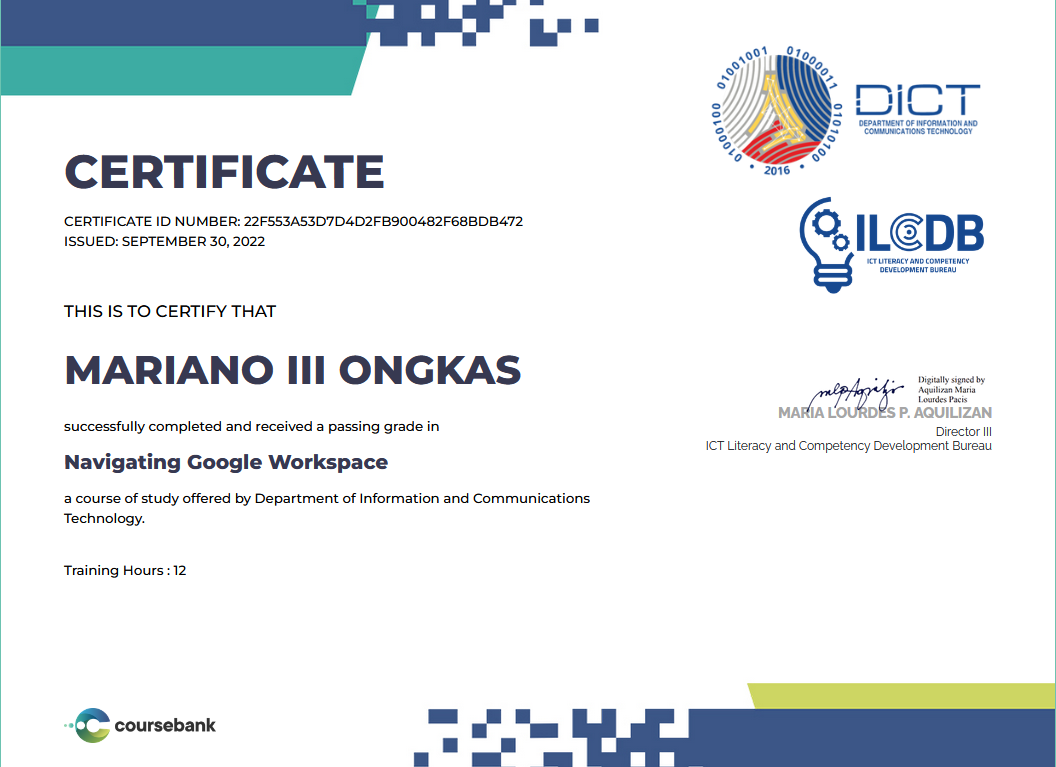 CERTIFICATE
CERTIFICATE ID NUMBER: 22F553A53D7D4D2FB900482F68BDB472
ISSUED: SEPTEMBER 30, 2022
THIS IS TO CERTIFY THAT
MARIANO III ONGKAS
successfully completed and received a passing grade in
Navigating Google Workspace
a course of study offered by Department of Information and Communications
Technology.
Training Hours : 12
coursebank
01000100 01001001 01000011 01010100
2016
DICT
DEPARTMENT OF INFORMATION AND
COMMUNICATIONS TECHNOLOGY
ILCDB
ICT LITERACY AND COMPETENCY
DEVELOPMENT BUREAU
Digitally signed by
Aquilizan Maria
Lourdes Pacis
MARIA LOURDES P. AQUILIZAN
Director III
ICT Literacy and Competency Development Bureau